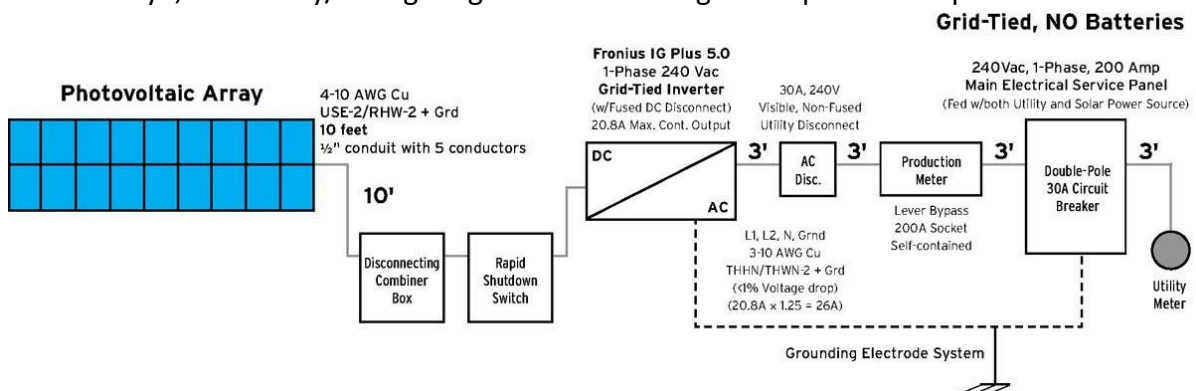 Grid-Tied, NO Batteries
Photovoltaic Array
4-10 AWG Cu
USE-2/RHW-2 + Grd
10 feet
½" conduit with 5 conductors
10'
Disconnecting
Combiner
Box
Rapid
Shutdown
Switch
Fronius IG Plus 5.0
1-Phase 240 Vac
Grid-Tied Inverter
(w/Fused DC Disconnect)
20.8A Max. Cont. Output
DC
AC
3'
30A, 240V
Visible, Non-Fused
Utility Disconnect
AC
Disc.
3'
Production
Meter
Lever Bypass
200A Socket
Self-contained
3'
240Vac, 1-Phase, 200 Amp
Main Electrical Service Panel
(Fed w/both Utility and Solar Power Source)
Double-Pole
30A Circuit
Breaker
3'
Utility
Meter
L1, L2, N, Grnd
3-10 AWG Cu
THHN/THWN-2 + Grd
(<1% Voltage drop)
(20.8A x 1.25 = 26A)
Grounding Electrode System